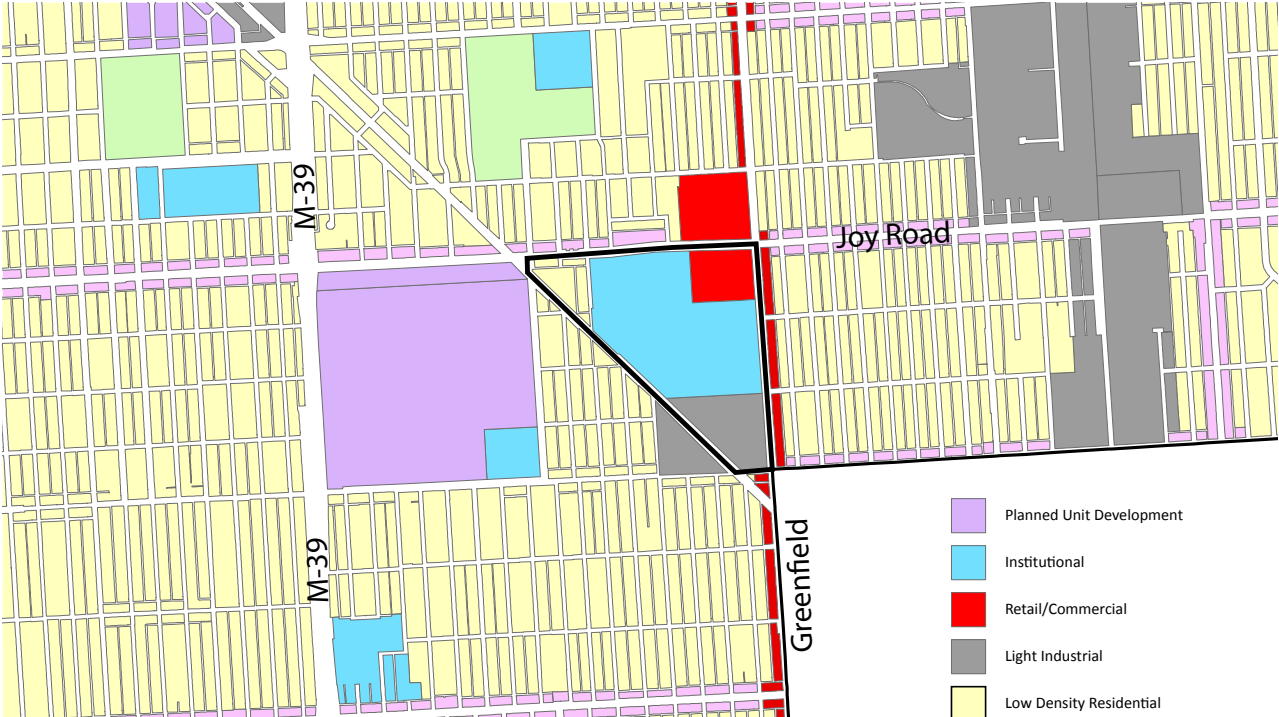 M-39
Joy Road
M-39
Greenfield
Planned Unit Development
Institutional
Retail/Commercial
Light Industrial
Low Density Residential